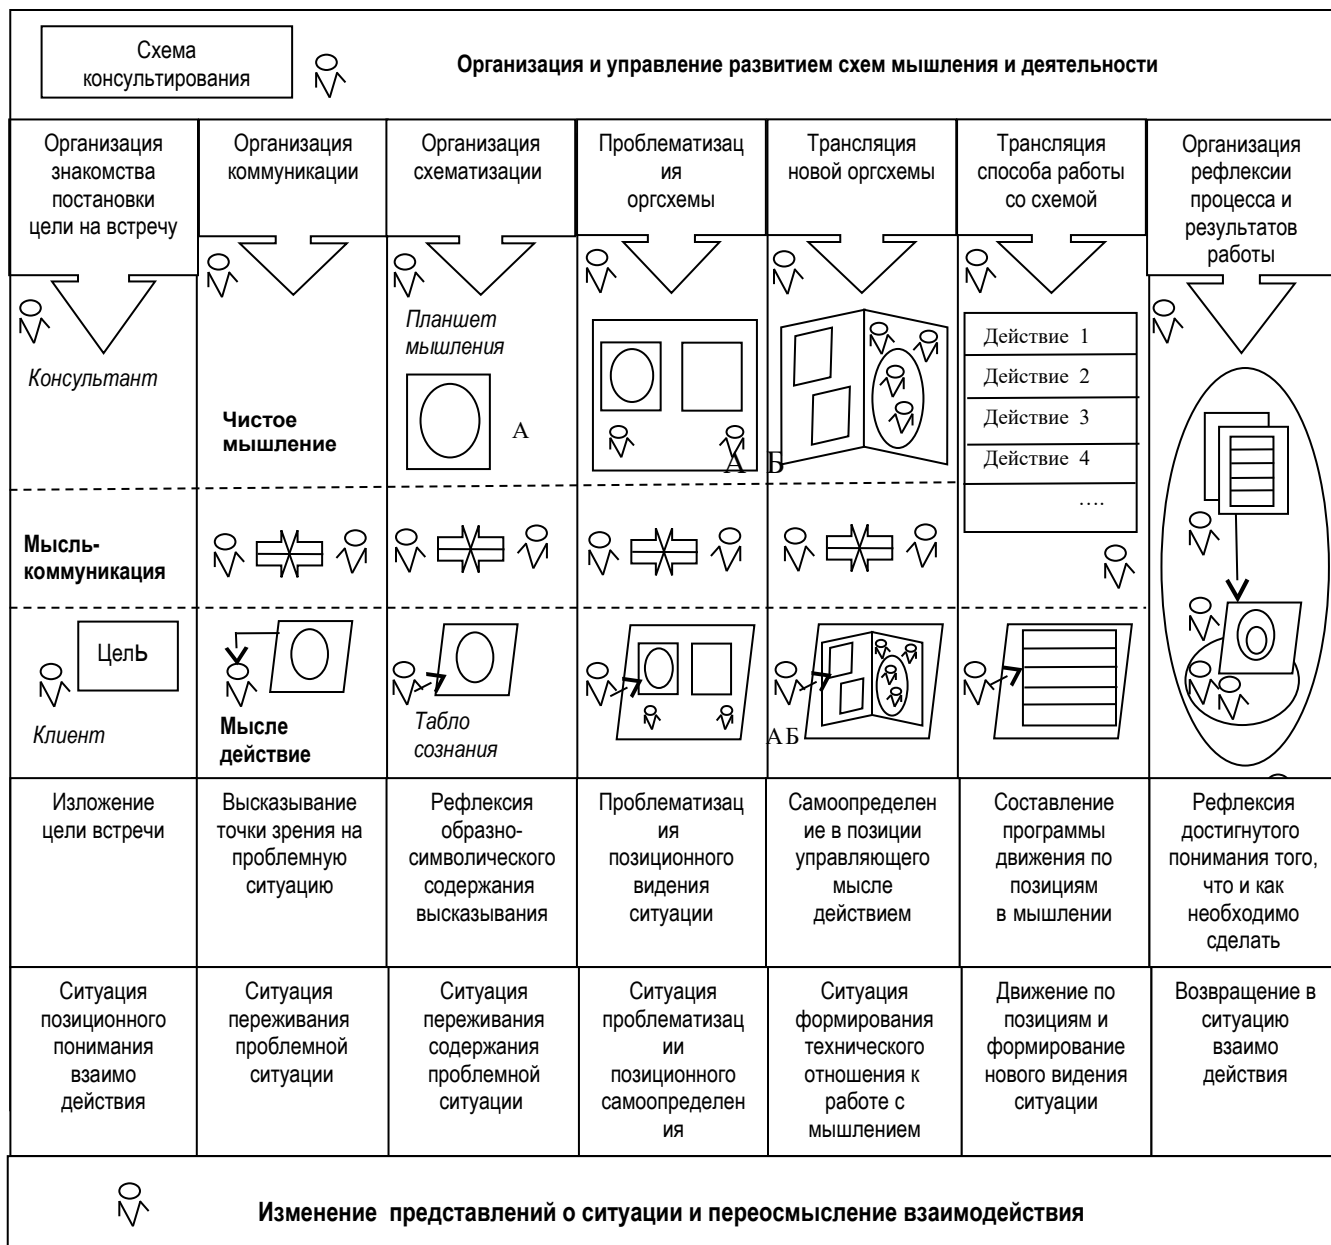 Схема
консультирования
Организация и управление развитием схем мышления и деятельности
Организация
знакомства
постановки
цели на встречу
Организация
коммуникации
Организация
схематизации
Проблематизац
ия
оргсхемы
Трансляция
новой оргсхемы
Трансляция
способа работы
со схемой
Организация
рефлексии
процесса и
результатов
работы
Консультант
Чистое
мышление
Планшет
мышления
А
А
Б
Действие 1
Действие 2
Действие 3
Действие 4
....
Мысль-
коммуникация
ЦелЬ
Клиент
Мысле
действие
Табло
сознания
АБ
Изложение
цели встречи
Высказывание
точки зрения на
проблемную
ситуацию
Рефлексия
образно-
символического
содержания
высказывания
Проблематизац
ия
позиционного
видения
ситуации
Самоопределен
ие в позиции
управляющего
мысле
действием
Составление
программы
движения по
позициям
в мышлении
Рефлексия
достигнутого
понимания того,
что и как
необходимо
сделать
Ситуация
позиционного
понимания
взаимо
действия
Ситуация
переживания
проблемной
ситуации
Ситуация
переживания
содержания
проблемной
ситуации
Ситуация
проблематизац
ии
позиционного
самоопределен
ия
Ситуация
формирования
технического
отношения к
работе с
мышлением
Движение по
позициям и
формирование
нового видения
ситуации
Возвращение в
ситуацию
взаимо
действия
Изменение представлений о ситуации и переосмысление взаимодействия